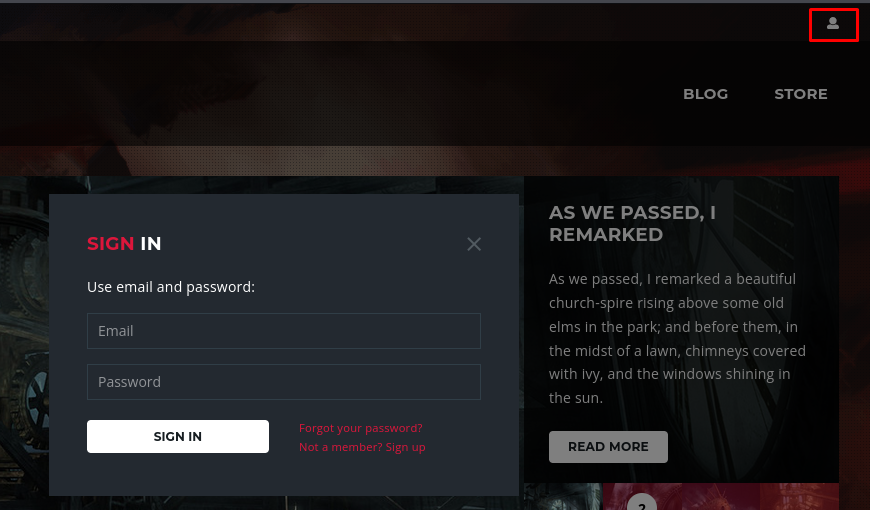 BLOG STORE
SIGN IN
Use email and password:
Email
Password
SIGN IN
Forgot your password?
Not a member? Sign up
AS WE PASSED, I
REMARKED
As we passed, I remarked a beautiful
church-spire rising above some old
elms in the park; and before them, in
the midst of a lawn, chimneys covered
with ivy, and the windows shining in
the sun.
READ MORE
2